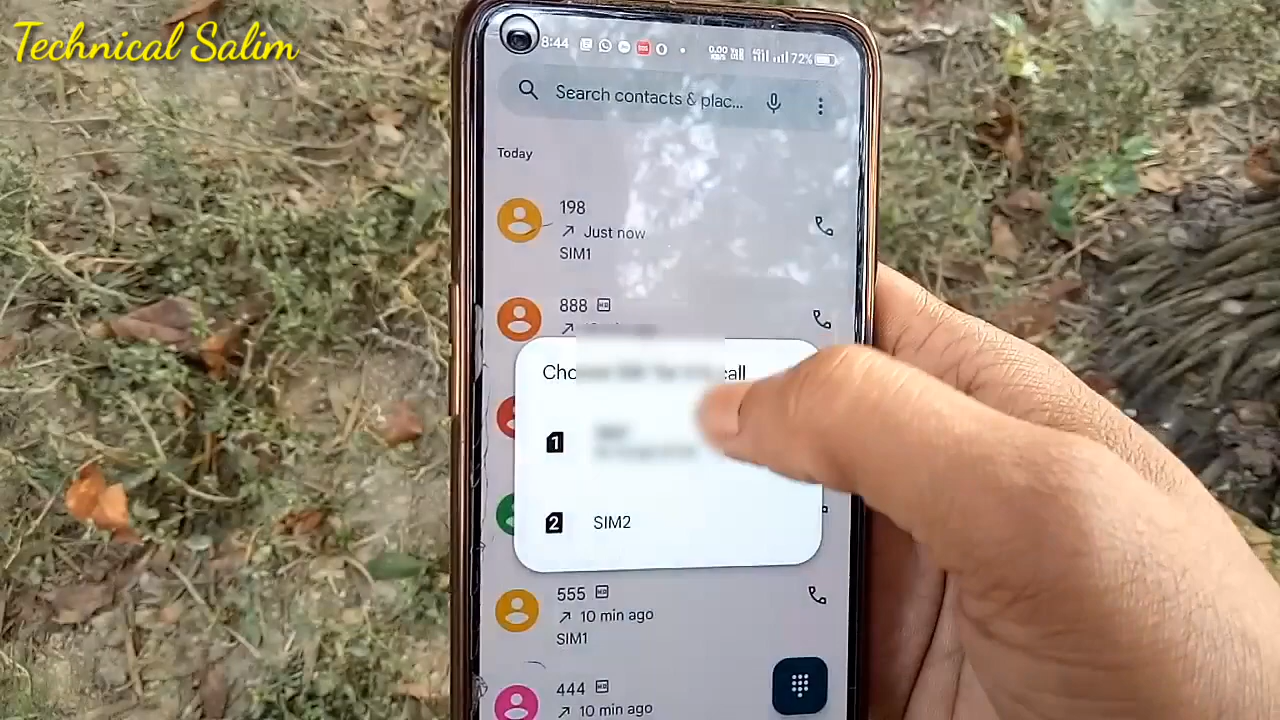 Technical Salim
8:44
0.00
KB/S
72%
Search contacts & plac...
Today
198
Just now
SIM1
888
call
1
2
SIM2
555
10 min ago
SIM1
444
10 min ago